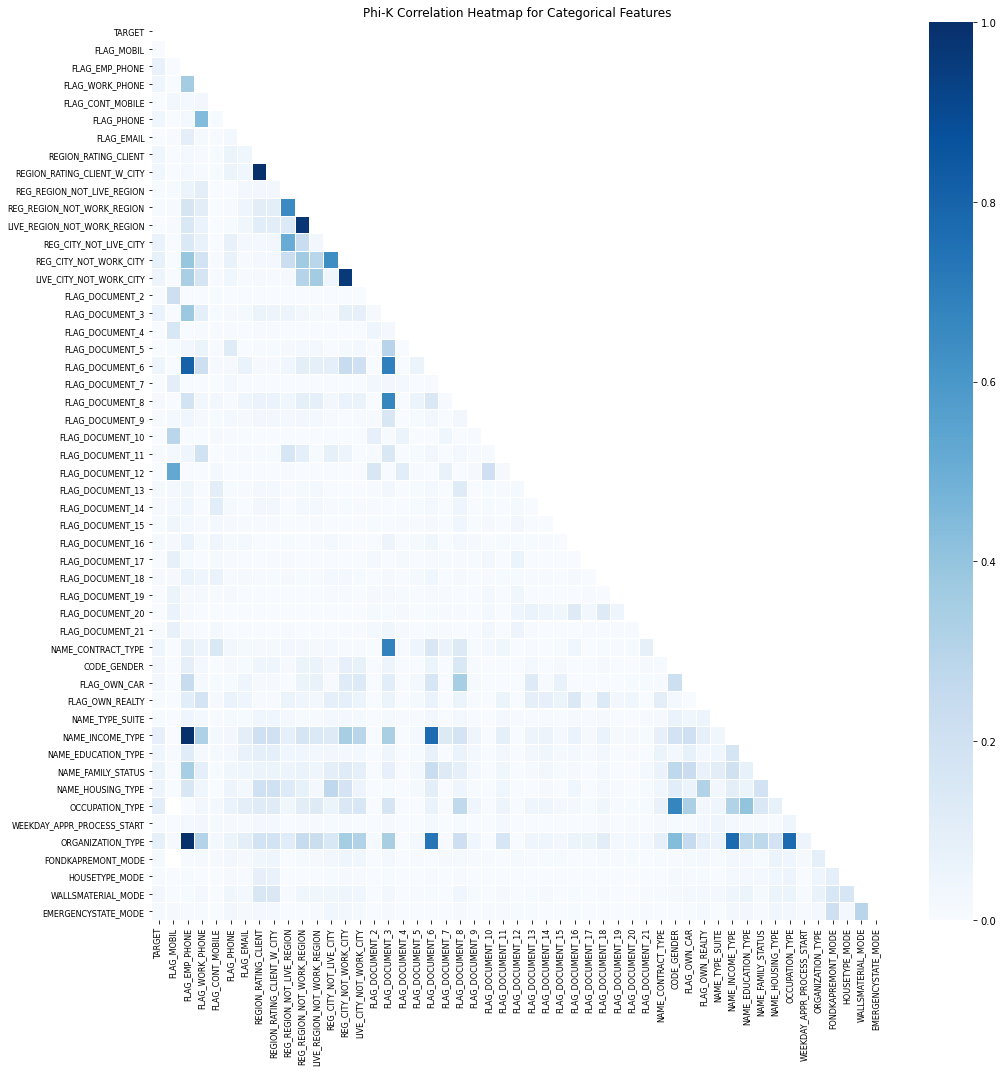 Phi-K Correlation Heatmap for Categorical Features
TARGET
FLAG_MOBIL
FLAG_EMP_PHONE
FLAG_WORK_PHONE
FLAG_CONT_MOBILE
FLAG_PHONE
FLAG_EMAIL
REGION_RATING_CLIENT
REGION_RATING_CLIENT_W_CITY
REG_REGION_NOT_LIVE_REGION
REG_REGION_NOT_WORK_REGION
LIVE_REGION_NOT_WORK_REGION
REG_CITY_NOT_LIVE_CITY
REG_CITY_NOT_WORK_CITY
LIVE_CITY_NOT_WORK_CITY
FLAG_DOCUMENT_2
FLAG_DOCUMENT_3
FLAG_DOCUMENT_4
FLAG_DOCUMENT_5
FLAG_DOCUMENT_6
FLAG_DOCUMENT_7
FLAG_DOCUMENT_8
FLAG_DOCUMENT_9
FLAG_DOCUMENT_10
FLAG_DOCUMENT_11
FLAG_DOCUMENT_12
FLAG_DOCUMENT_13
FLAG_DOCUMENT_14
FLAG_DOCUMENT_15
FLAG_DOCUMENT_16
FLAG_DOCUMENT_17
FLAG_DOCUMENT_18
FLAG_DOCUMENT_19
FLAG_DOCUMENT_20
FLAG_DOCUMENT_21
NAME_CONTRACT_TYPE
CODE_GENDER
FLAG_OWN_CAR
FLAG_OWN_REALTY
NAME_TYPE_SUITE
NAME_INCOME_TYPE
NAME_EDUCATION_TYPE
NAME_FAMILY_STATUS
NAME_HOUSING_TYPE
OCCUPATION_TYPE
WEEKDAY_APPR_PROCESS_START
ORGANIZATION_TYPE
FONDKAPREMONT_MODE
HOUSETYPE_MODE
WALLSMATERIAL_MODE
EMERGENCYSTATE_MODE
TARGET
FLAG_MOBIL
FLAG_EMP_PHONE
FLAG_WORK_PHONE
FLAG_CONT_MOBILE
FLAG_PHONE
FLAG_EMAIL
REGION_RATING_CLIENT
REGION_RATING_CLIENT_W_CITY
REG_REGION_NOT_LIVE_REGION
REG_REGION_NOT_WORK_REGION
LIVE_REGION_NOT_WORK_REGION
REG_CITY_NOT_LIVE_CITY
REG_CITY_NOT_WORK_CITY
LIVE_CITY_NOT_WORK_CITY
FLAG_DOCUMENT_2
FLAG_DOCUMENT_3
FLAG_DOCUMENT_4
FLAG_DOCUMENT_5
FLAG_DOCUMENT_6
FLAG_DOCUMENT_7
FLAG_DOCUMENT_8
FLAG_DOCUMENT_9
FLAG_DOCUMENT_10
FLAG_DOCUMENT_11
FLAG_DOCUMENT_12
FLAG_DOCUMENT_13
FLAG_DOCUMENT_14
FLAG_DOCUMENT_15
FLAG_DOCUMENT_16
FLAG_DOCUMENT_17
FLAG_DOCUMENT_18
FLAG_DOCUMENT_19
FLAG_DOCUMENT_20
FLAG_DOCUMENT_21
NAME_CONTRACT_TYPE
CODE_GENDER
FLAG_OWN_CAR
FLAG_OWN_REALTY
NAME_TYPE_SUITE
NAME_INCOME_TYPE
NAME_EDUCATION_TYPE
NAME_FAMILY_STATUS
NAME_HOUSING_TYPE
OCCUPATION_TYPE
WEEKDAY_APPR_PROCESS_START
ORGANIZATION_TYPE
FONDKAPREMONT_MODE
HOUSETYPE_MODE
WALLSMATERIAL_MODE
EMERGENCYSTATE_MODE
1.0
0.8
0.6
0.4
0.2
0.0